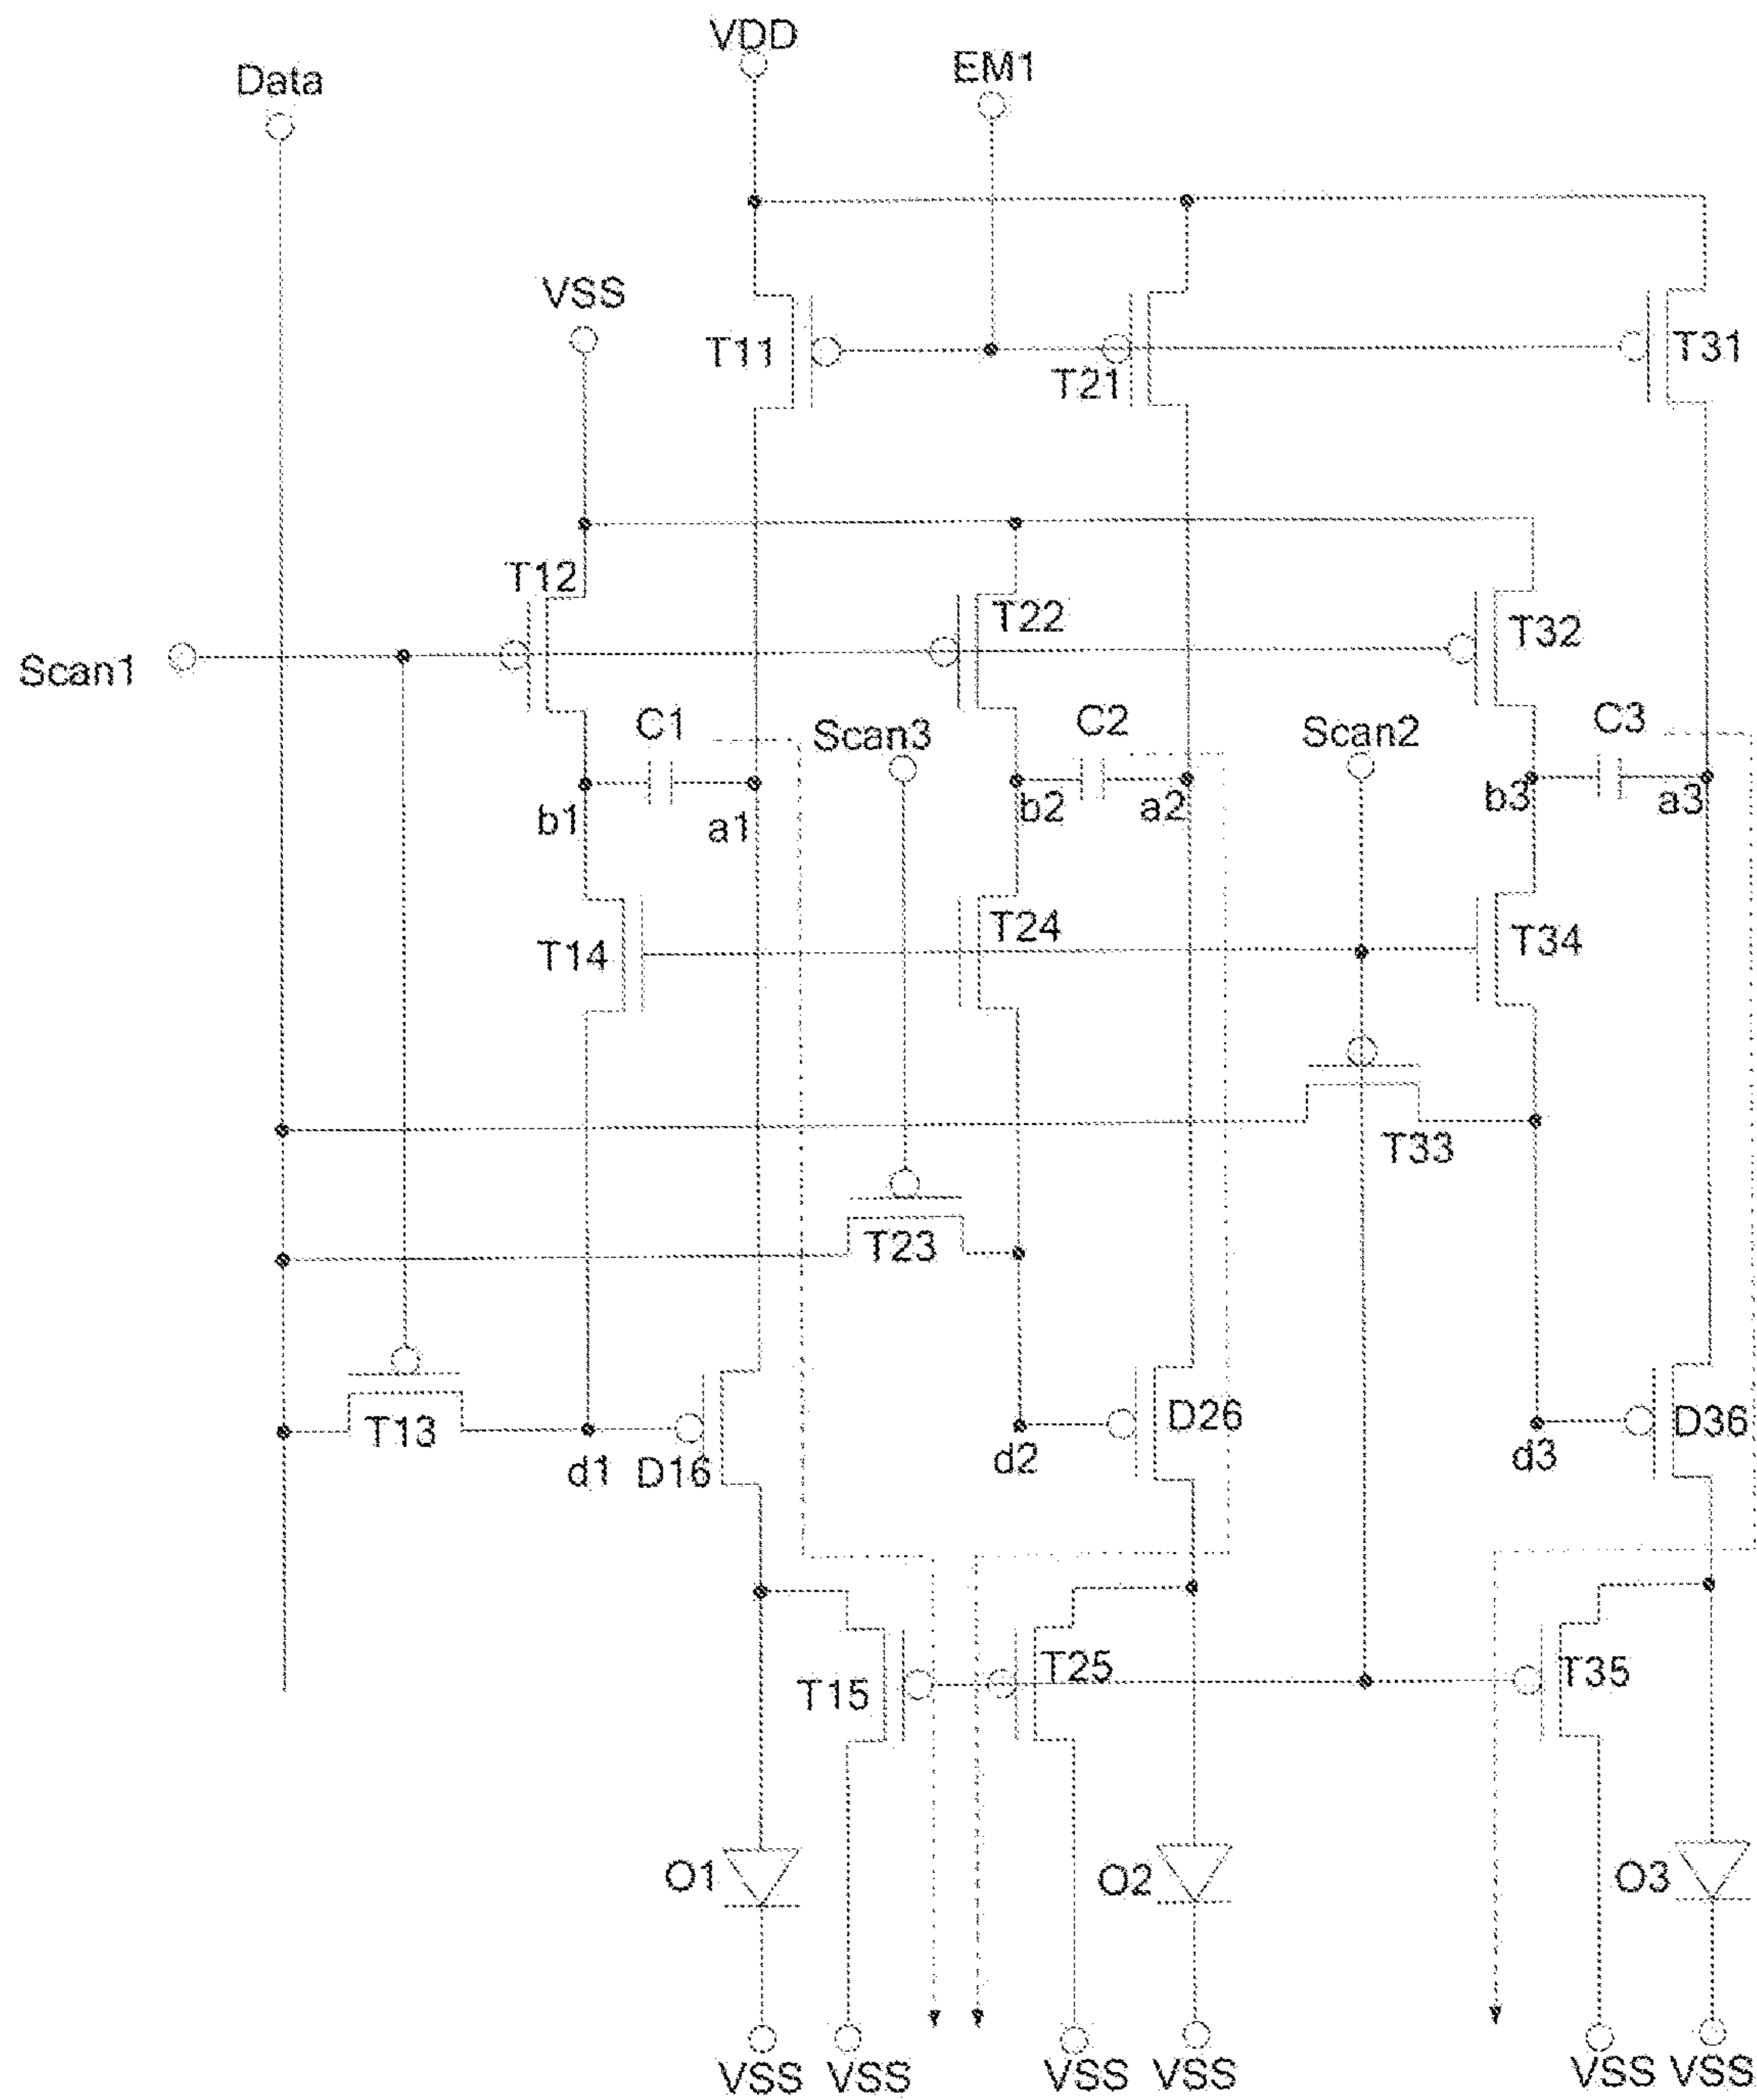 VDD
EM1
Data
VSS
T11
T21
T31
T12
T22
T32
Scan1
C1
Scan3
C2
Scan2
C3
b1
a1
b2
a2
b3
a3
T14
T24
T34
T33
T23
T13
d1
D16
d2
D26
d3
D36
T15
T25
T35
O1
O2
O3
VSS
VSS
VSS
VSS
VSS
VSS